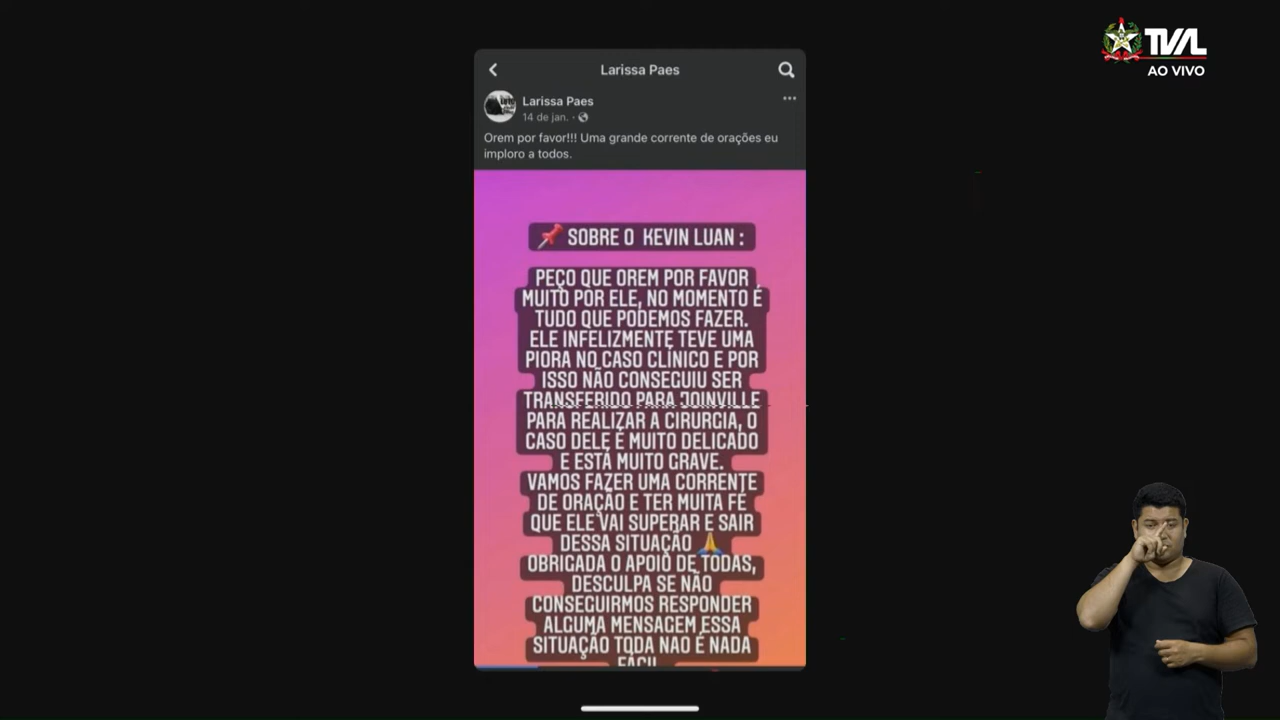 TVAL
AO VIVO
Larissa Paes
Larissa Paes
14 de jan. ·
Orem por favor!!! Uma grande corrente de orações eu
imploro a todos.
SOBRE O KEVIN LUAN :
PEÇO QUE OREM POR FAVOR ,
MUITO POR ELE, NO MOMENTO É
TUDO QUE PODEMOS FAZER.
ELE INFELIZMENTE TEVE UMA
PIORA NO CASO CLÍNICO E POR
ISSO NÃO CONSEGUIU SER
TRANSFERIDO PARA JOINVILLE
PARA REALIZAR A CIRURGIA, O
CASO DELE É MUITO DELICADO
E ESTÁ MUITO GRAVE.
VAMOS FAZER UMA CORRENTE
DE ORAÇÃO E TER MUITA FÉ
QUE ELE VAI SUPERAR E SAIR
DESSA SITUAÇÃO 🙏
OBRIGADA O APOIO DE TODAS,
DESCULPA SE NÃO
CONSEGUIRMOS RESPONDER
ALGUMA MENSAGEM ESSA
SITUAÇÃO TODA NAO É NADA
FÁCIL